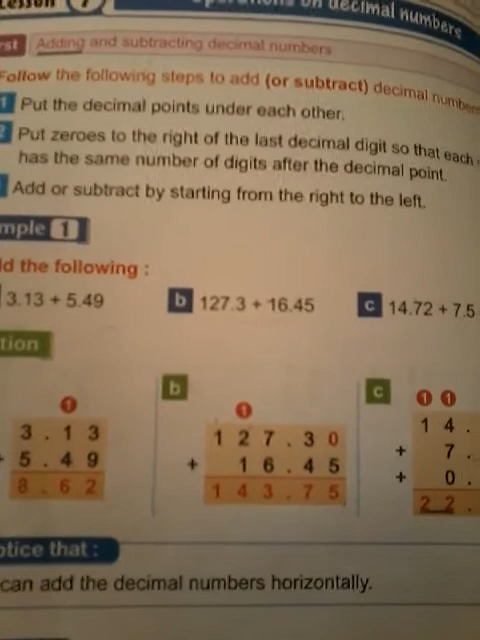 Lesson 7
on decimal numbers
Adding and subtracting decimal numbers
Follow the following steps to add (or subtract) decimal numbers
1 Put the decimal points under each other.
2 Put zeroes to the right of the last decimal digit so that each
has the same number of digits after the decimal point.
Add or subtract by starting from the right to the left.
mple 1
d the following :
3.13 + 5.49 b 127.3 + 16.45 c 14.72 + 7.5
tion
b c
1 1 1 1
3 . 1 3 1 2 7 . 3 0 1 4 .
5 . 4 9 + 1 6 . 4 5 + 7 .
8 . 6 2 1 4 3 . 7 5 + 0 .
2 2 .
otice that :
can add the decimal numbers horizontally.